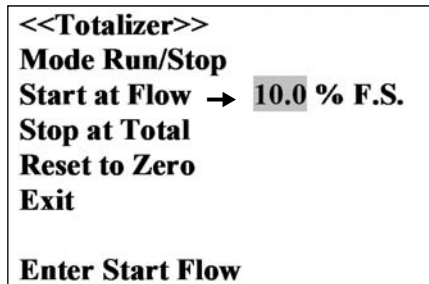 <<Totalizer>>
Mode Run/Stop
Start at Flow → 10.0 % F.S.
Stop at Total
Reset to Zero
Exit
Enter Start Flow